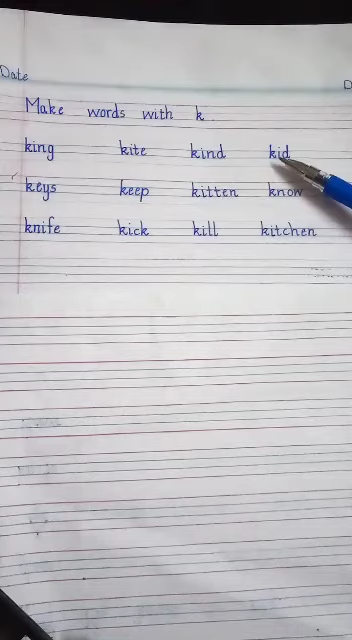 Date D
Make words with k
king kite kind kid
keys keep kitten know
knife kick kill kitchen